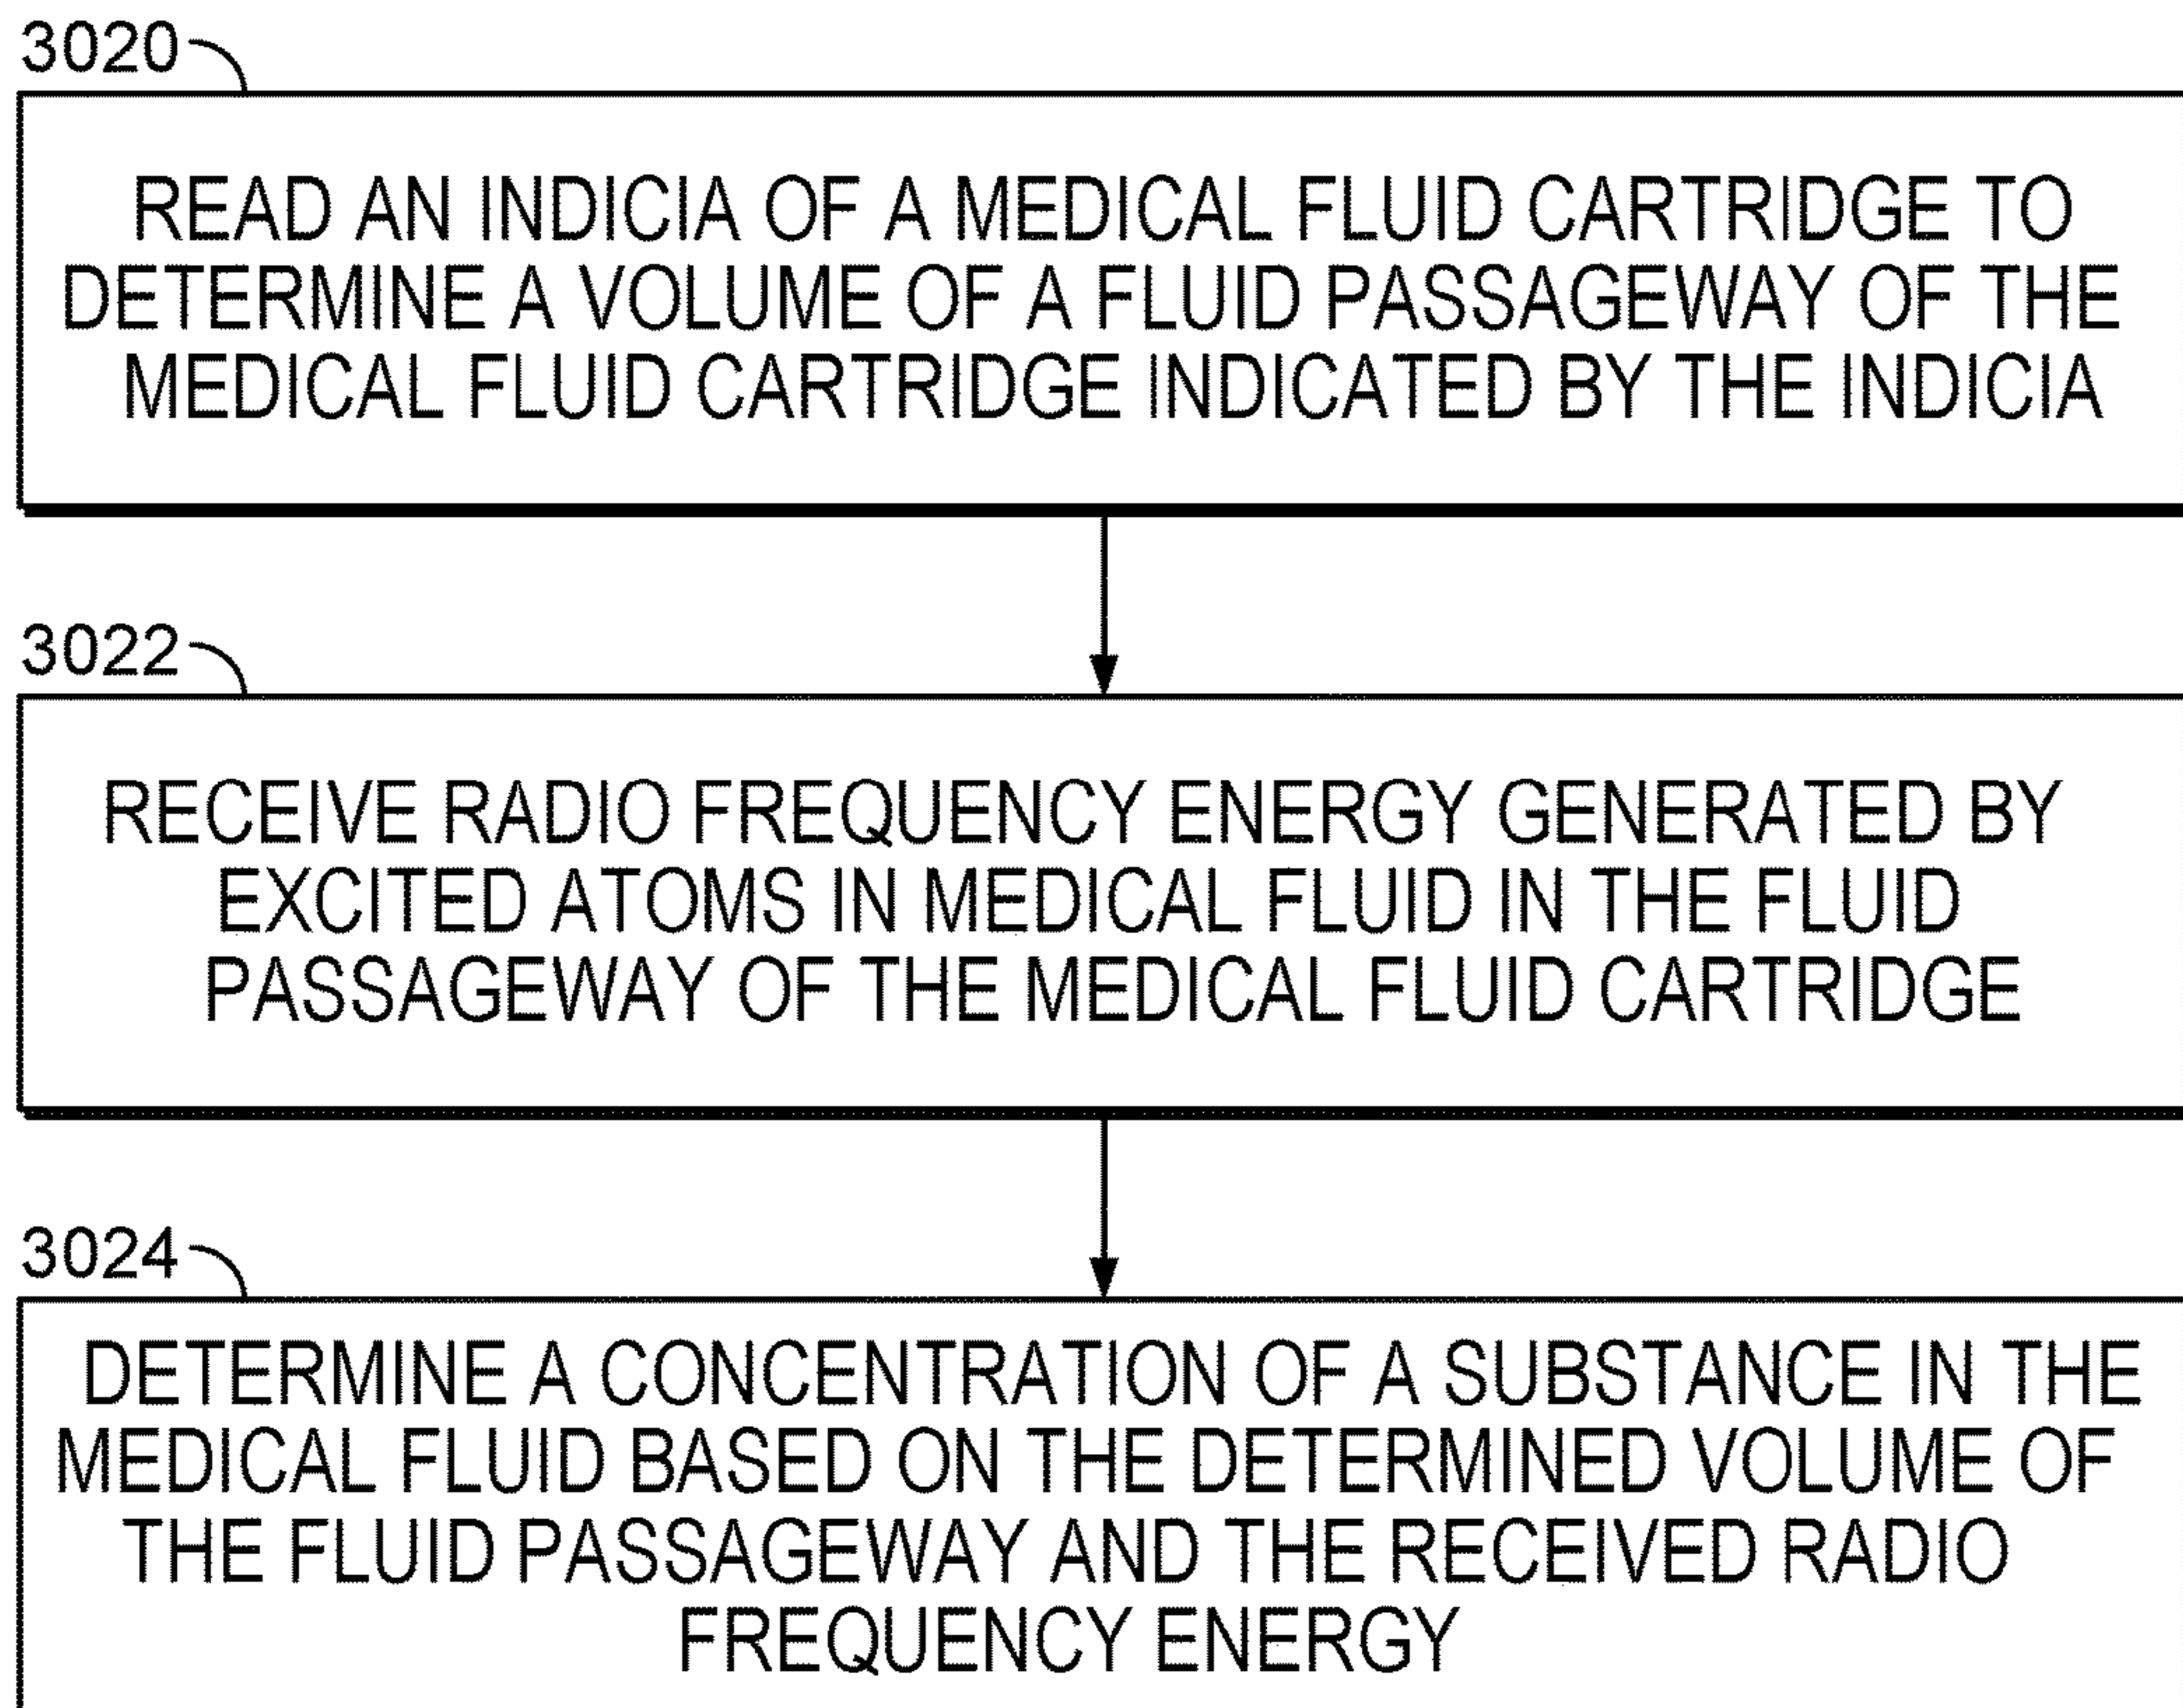 3020
READ AN INDICIA OF A MEDICAL FLUID CARTRIDGE TO
DETERMINE A VOLUME OF A FLUID PASSAGEWAY OF THE
MEDICAL FLUID CARTRIDGE INDICATED BY THE INDICIA
3022
RECEIVE RADIO FREQUENCY ENERGY GENERATED BY
EXCITED ATOMS IN MEDICAL FLUID IN THE FLUID
PASSAGEWAY OF THE MEDICAL FLUID CARTRIDGE
3024
DETERMINE A CONCENTRATION OF A SUBSTANCE IN THE
MEDICAL FLUID BASED ON THE DETERMINED VOLUME OF
THE FLUID PASSAGEWAY AND THE RECEIVED RADIO
FREQUENCY ENERGY